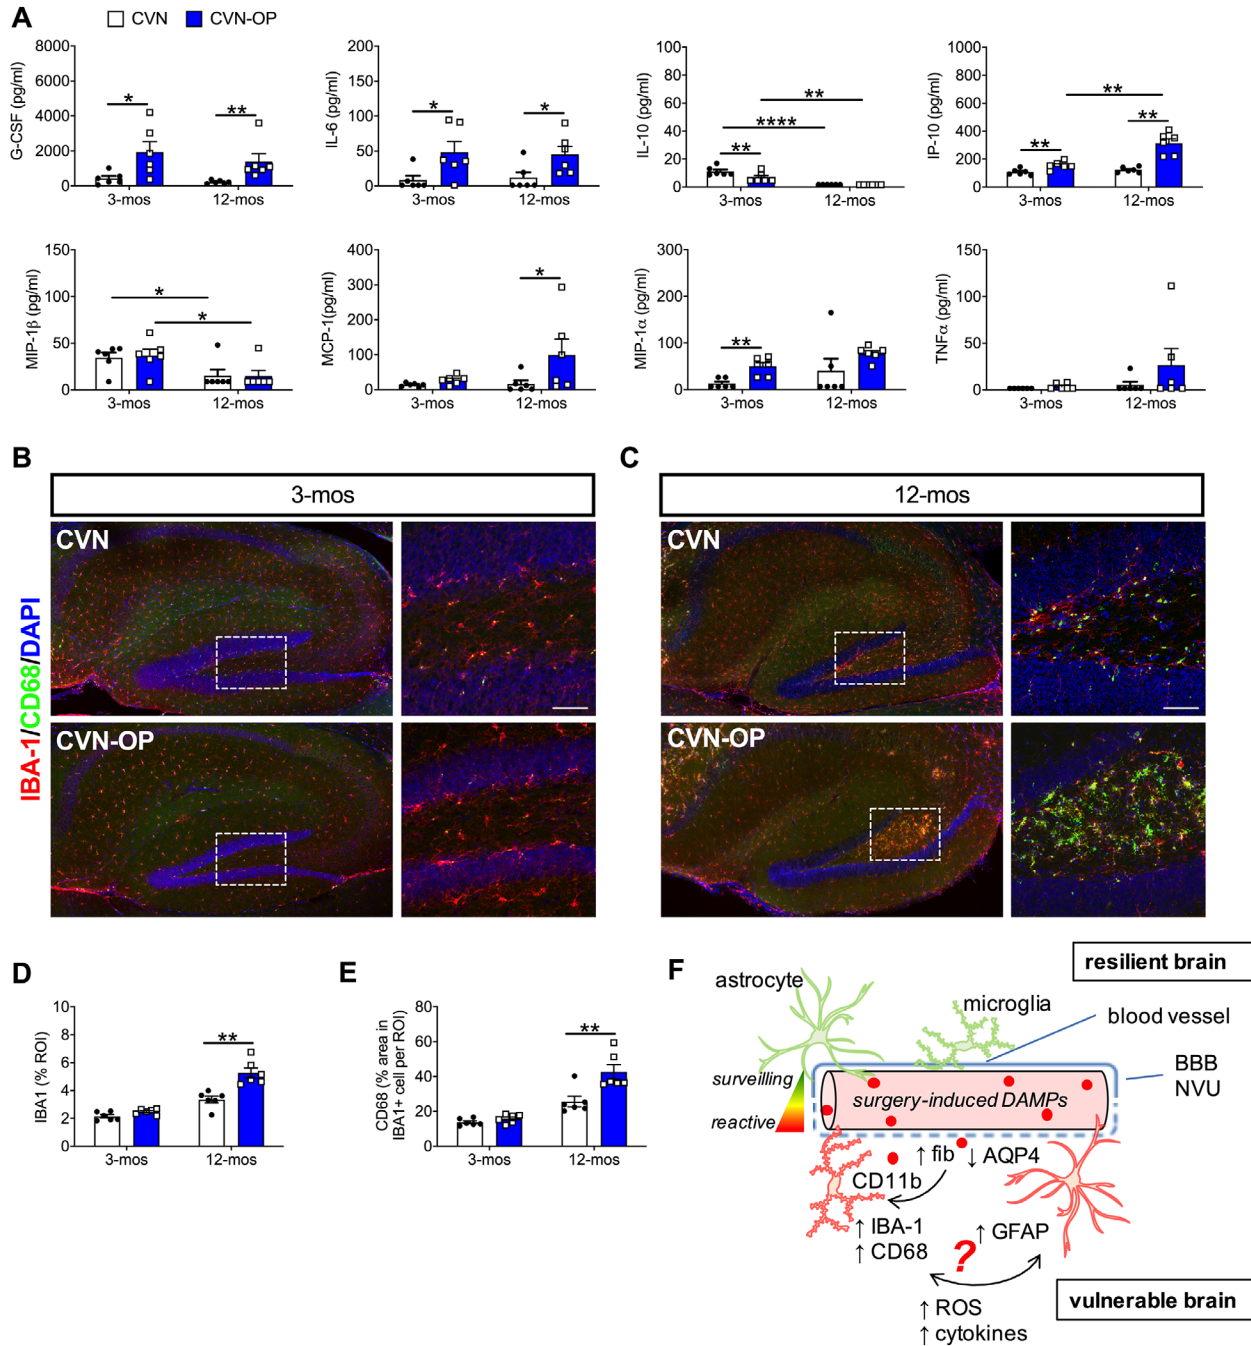 A
CVN
CVN-OP
G-CSF (pg/ml)
8000
6000
4000
2000
0
*
**
3-mos
12-mos
IL-6 (pg/ml)
200
150
100
50
0
*
*
3-mos
12-mos
IL-10 (pg/ml)
100
80
60
40
20
0
**
****
**
3-mos
12-mos
IP-10 (pg/ml)
1000
800
600
400
200
0
**
**
**
3-mos
12-mos
MIP-1β (pg/ml)
150
100
50
0
*
*
3-mos
12-mos
MCP-1(pg/ml)
400
300
200
100
0
*
3-mos
12-mos
MIP-1α (pg/ml)
300
200
100
0
**
3-mos
12-mos
TNFα (pg/ml)
150
100
50
0
3-mos
12-mos
B
3-mos
IBA-1/CD68/DAPI
CVN
CVN-OP
C
12-mos
CVN
CVN-OP
D
IBA1 (% ROI)
10
8
6
4
2
0
**
3-mos
12-mos
E
CD68 (% area in
IBA1+ cell per ROI)
80
60
40
20
0
**
3-mos
12-mos
F
resilient brain
astrocyte
microglia
blood vessel
BBB
NVU
surveilling
reactive
surgery-induced DAMPs
↑ fib
↓ AQP4
CD11b
↑ IBA-1
↑ CD68
?
↑ GFAP
↑ ROS
↑ cytokines
vulnerable brain